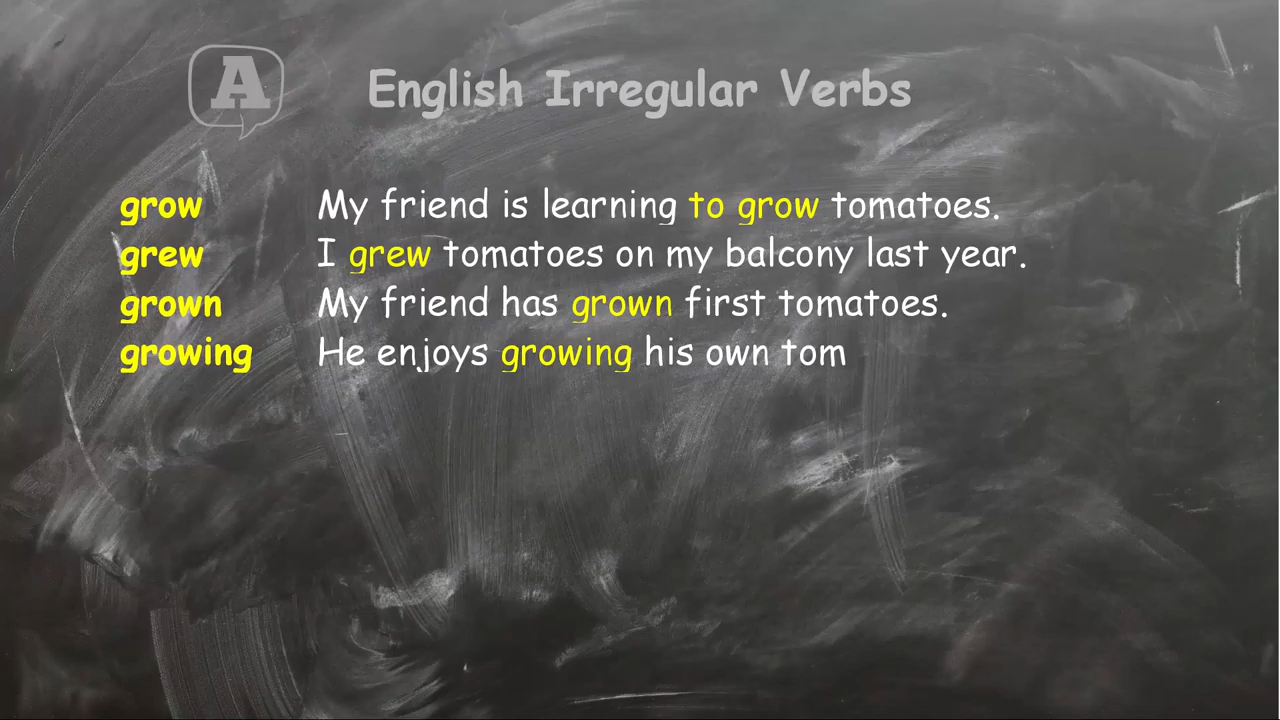 A English Irregular Verbs
grow My friend is learning to grow tomatoes.
grew I grew tomatoes on my balcony last year.
grown My friend has grown first tomatoes.
growing He enjoys growing his own tom